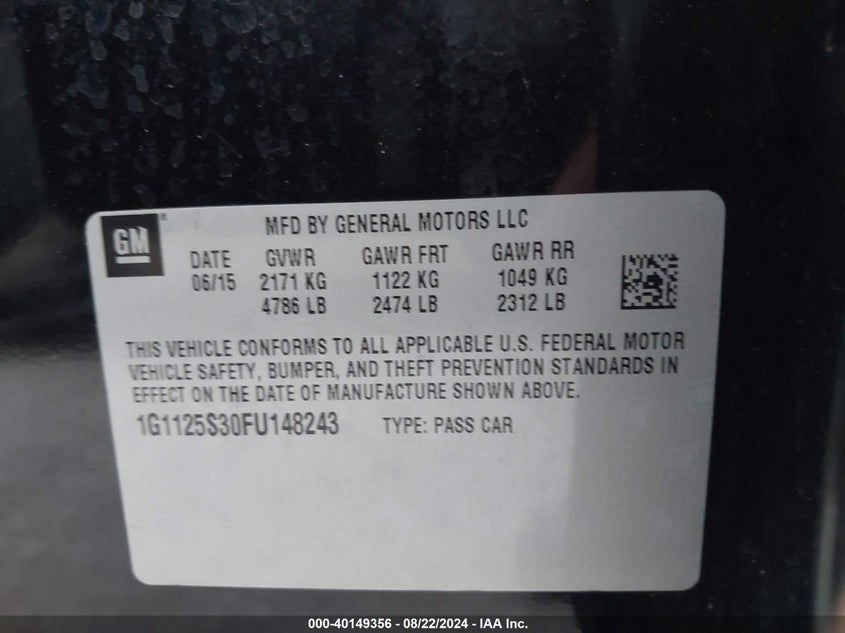 GM®
MFD BY GENERAL MOTORS LLC
DATE GVWR GAWR FRT GAWR RR
06/15 2171 KG 1122 KG 1049 KG
4786 LB 2474 LB 2312 LB
THIS VEHICLE CONFORMS TO ALL APPLICABLE U.S. FEDERAL MOTOR
VEHICLE SAFETY, BUMPER, AND THEFT PREVENTION STANDARDS IN
EFFECT ON THE DATE OF MANUFACTURE SHOWN ABOVE.
1G1125S30FU148243 TYPE: PASS CAR
000-40149356 - 08/22/2024 - IAA Inc.